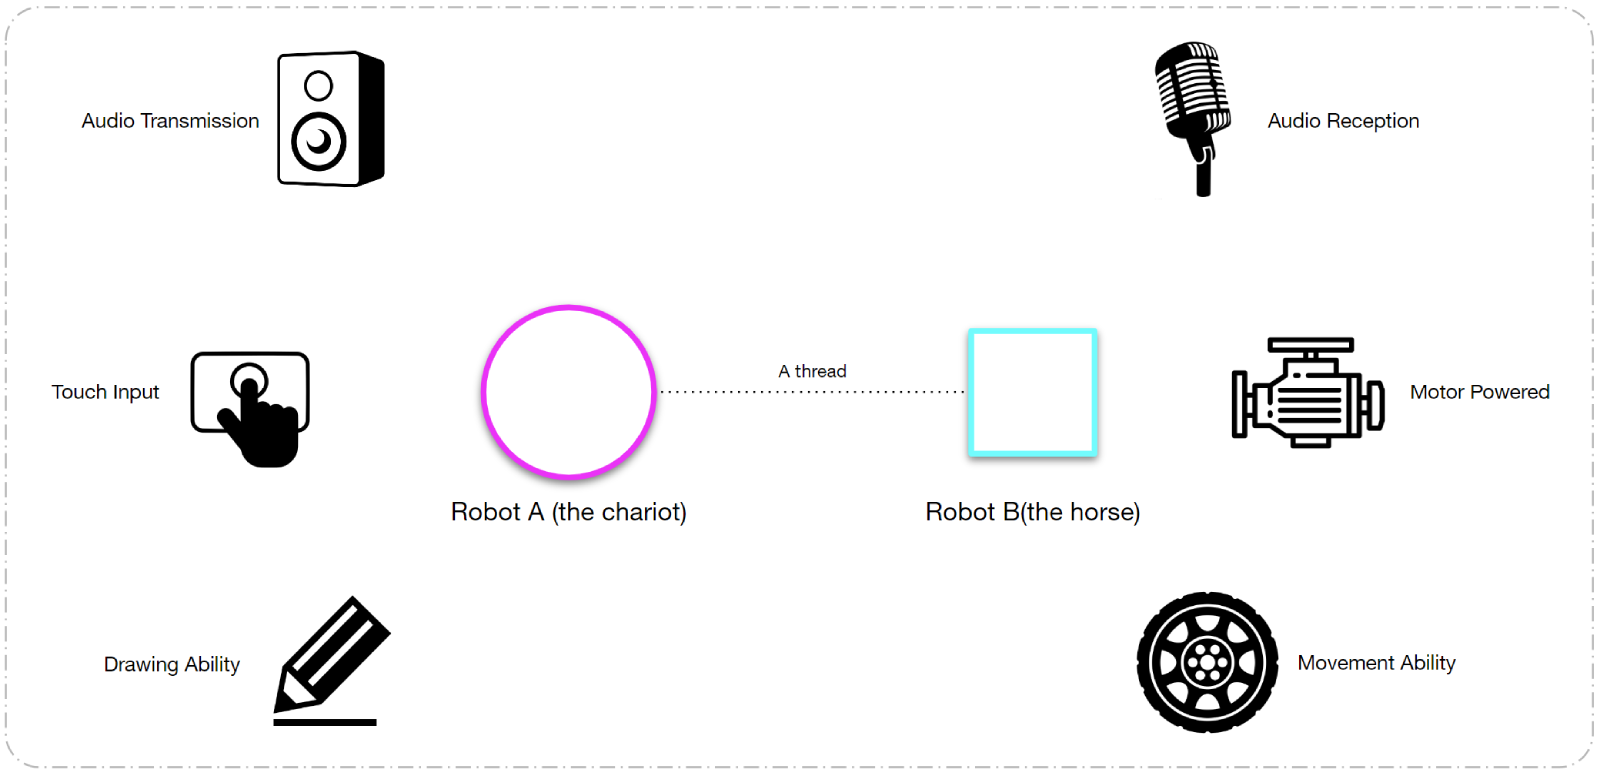 Audio Transmission
Audio Reception
Touch Input
A thread
Motor Powered
Robot A (the chariot)
Robot B(the horse)
Drawing Ability
Movement Ability